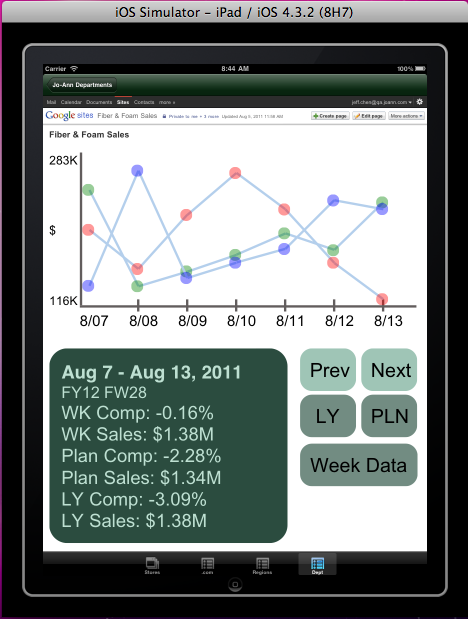 iOS Simulator – iPad / iOS 4.3.2 (8H7)
Carrier 8:44 AM 100%
Jo-Ann Departments
Mail Calendar Documents Sites Contacts more » jeff.chen@qa.jsann.com
Google sites Fiber & Foam Sales Private to me + 3 more Updated Aug 5, 2011 11:58 AM Create page Edit page More actions
Fiber & Foam Sales
283K
$
116K
8/07 8/08 8/09 8/10 8/11 8/12 8/13
Aug 7 - Aug 13, 2011
FY12 FW28
WK Comp: -0.16%
WK Sales: $1.38M
Plan Comp: -2.28%
Plan Sales: $1.34M
LY Comp: -3.09%
LY Sales: $1.38M
Prev Next
LY PLN
Week Data
Stores .com Regions Dept